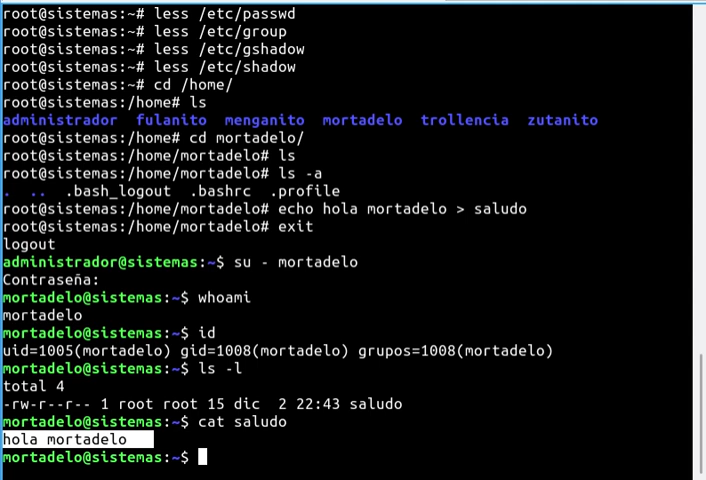 root@sistemas:~# less /etc/passwd
root@sistemas:~# less /etc/group
root@sistemas:~# less /etc/gshadow
root@sistemas:~# less /etc/shadow
root@sistemas:~# cd /home/
root@sistemas:/home# ls
administrador  fulanito  menganito  mortadelo  trollencia  zutanito
root@sistemas:/home# cd mortadelo/
root@sistemas:/home/mortadelo# ls
root@sistemas:/home/mortadelo# ls -a
.  ..  .bash_logout  .bashrc  .profile
root@sistemas:/home/mortadelo# echo hola mortadelo > saludo
root@sistemas:/home/mortadelo# exit
logout
administrador@sistemas:~$ su - mortadelo
Contraseña:
mortadelo@sistemas:~$ whoami
mortadelo
mortadelo@sistemas:~$ id
uid=1005(mortadelo) gid=1008(mortadelo) grupos=1008(mortadelo)
mortadelo@sistemas:~$ ls -l
total 4
-rw-r--r-- 1 root root 15 dic  2 22:43 saludo
mortadelo@sistemas:~$ cat saludo
hola mortadelo
mortadelo@sistemas:~$